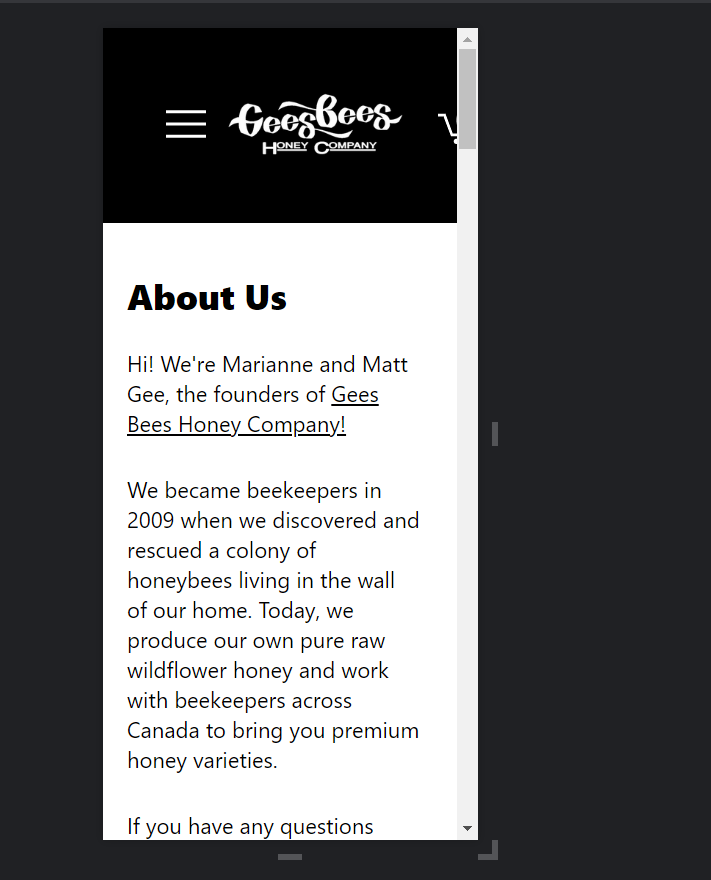 GeesBees
HONEY COMPANY
About Us
Hi! We're Marianne and Matt
Gee, the founders of Gees
Bees Honey Company!
We became beekeepers in
2009 when we discovered and
rescued a colony of
honeybees living in the wall
of our home. Today, we
produce our own pure raw
wildflower honey and work
with beekeepers across
Canada to bring you premium
honey varieties.
If you have any questions